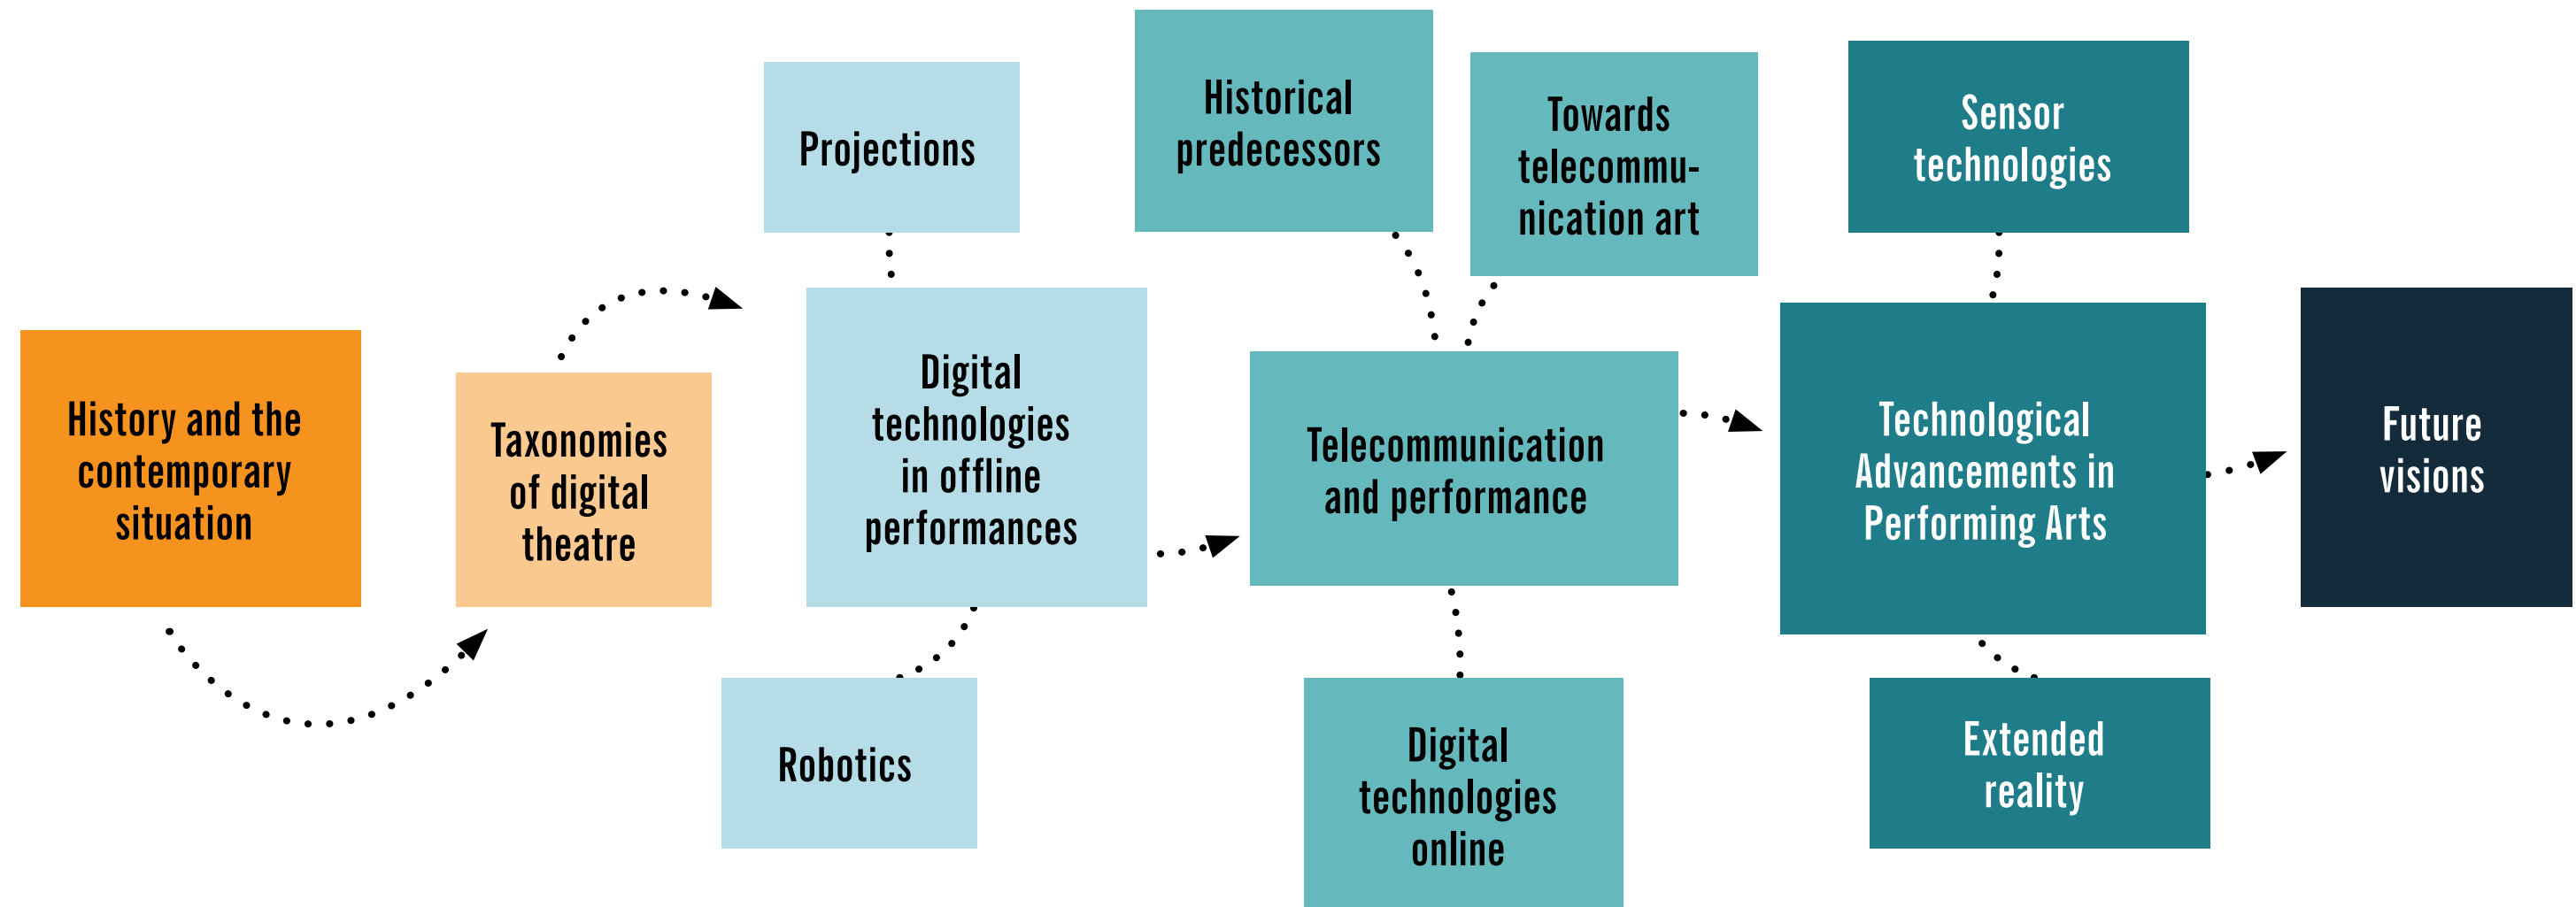 History and the
contemporary
situation
Taxonomies
of digital
theatre
Projections
Digital
technologies
in offline
performances
Robotics
Historical
predecessors
Towards
telecommu-
nication art
Telecommunication
and performance
Digital
technologies
online
Sensor
technologies
Technological
Advancements in
Performing Arts
Extended
reality
Future
visions